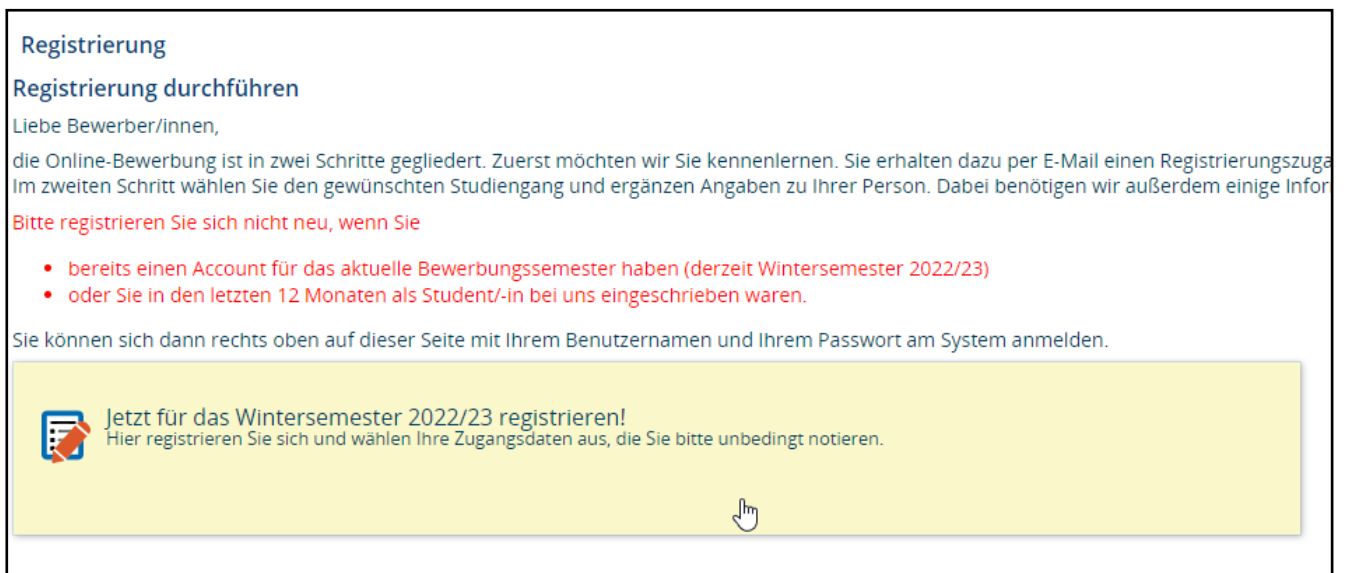 Registrierung
Registrierung durchführen
Liebe Bewerber/innen,
die Online-Bewerbung ist in zwei Schritte gegliedert. Zuerst möchten wir Sie kennenlernen. Sie erhalten dazu per E-Mail einen Registrierungszuga
Im zweiten Schritt wählen Sie den gewünschten Studiengang und ergänzen Angaben zu Ihrer Person. Dabei benötigen wir außerdem einige Infor
Bitte registrieren Sie sich nicht neu, wenn Sie
• bereits einen Account für das aktuelle Bewerbungssemester haben (derzeit Wintersemester 2022/23)
• oder Sie in den letzten 12 Monaten als Student/-in bei uns eingeschrieben waren.
Sie können sich dann rechts oben auf dieser Seite mit Ihrem Benutzernamen und Ihrem Passwort am System anmelden.
Jetzt für das Wintersemester 2022/23 registrieren!
Hier registrieren Sie sich und wählen Ihre Zugangsdaten aus, die Sie bitte unbedingt notieren.